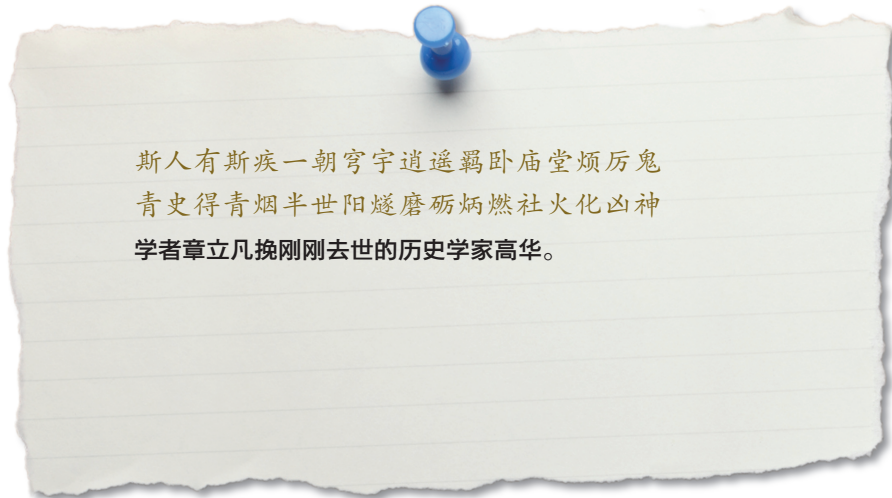 斯人有斯疾一朝穹宇逍遥羁卧庙堂烦厉鬼
青史得青烟半世阳燧磨砺炳燃社火化凶神
学者章立凡挽刚刚去世的历史学家高华。